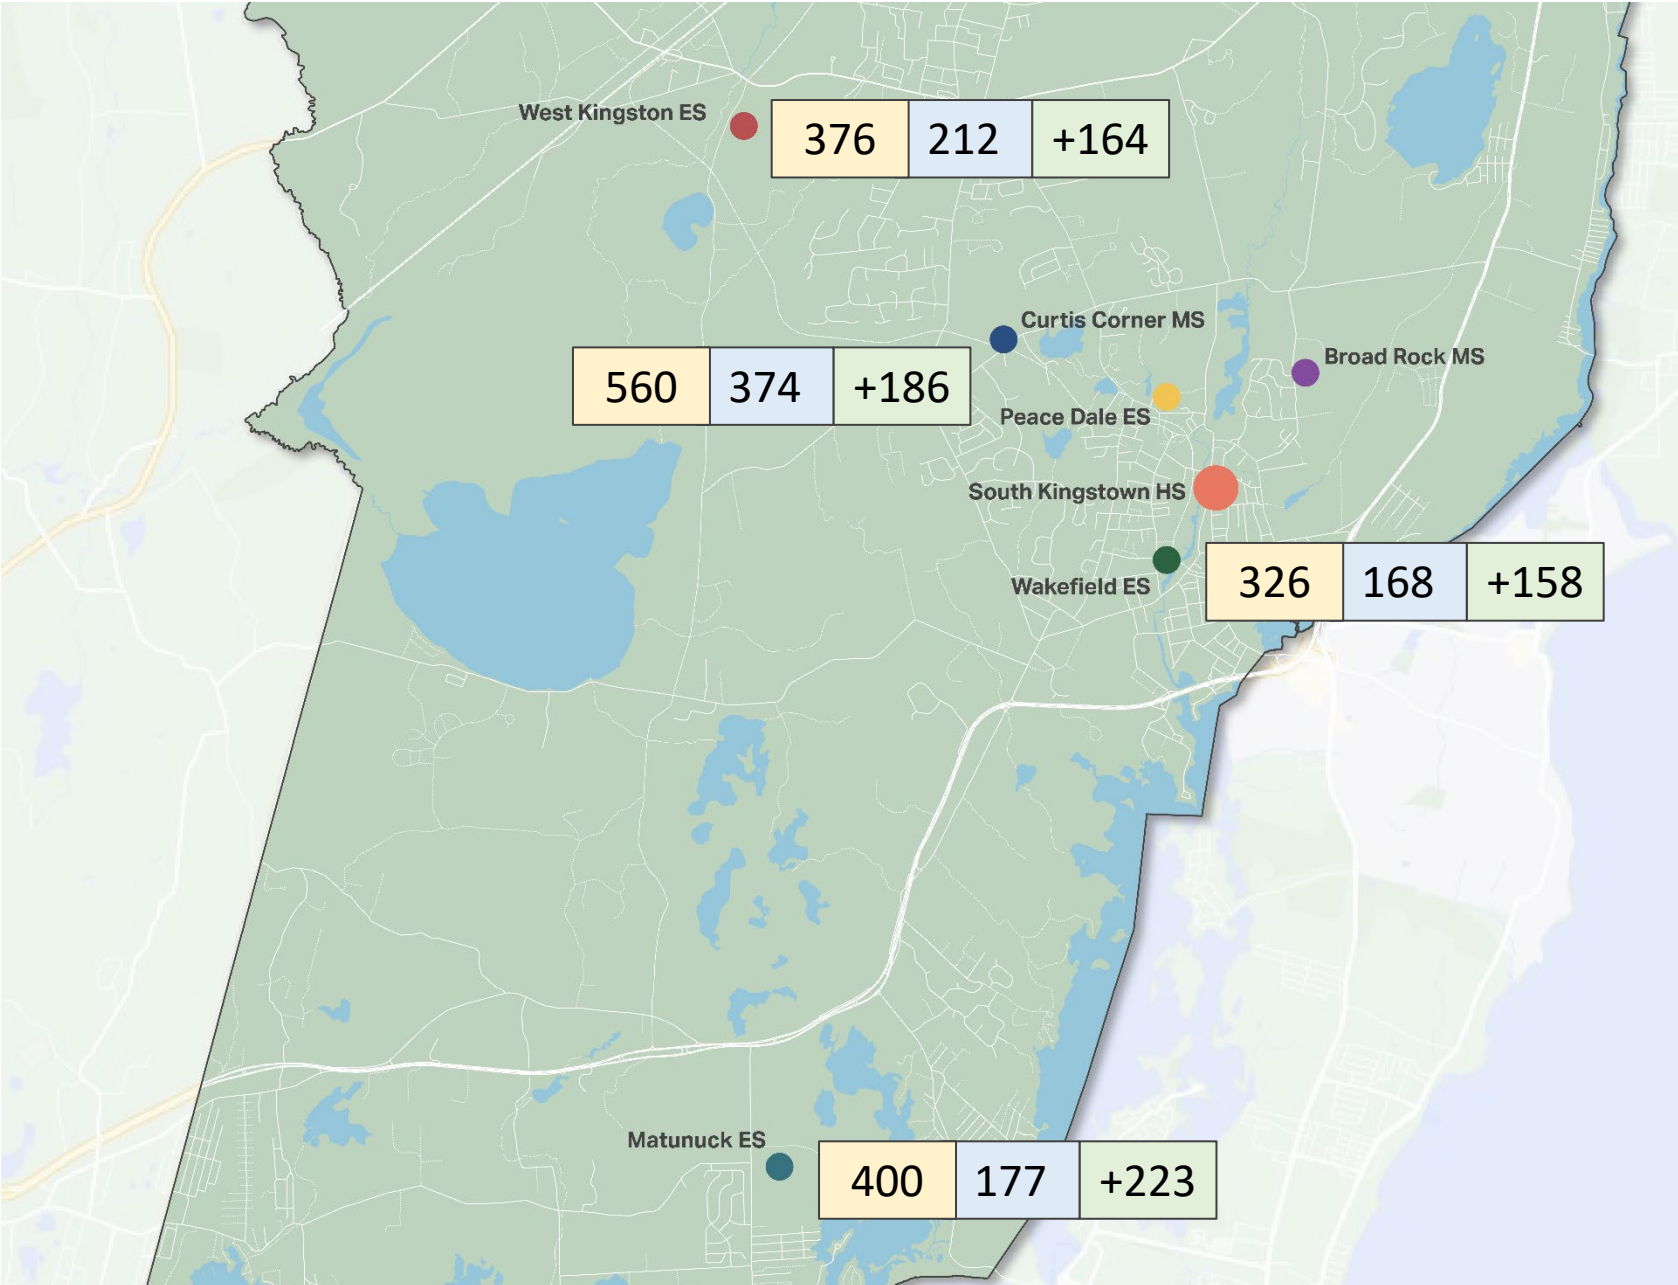 West Kingston ES
376 212 +164
Curtis Corner MS
Broad Rock MS
560 374 +186
Peace Dale ES
South Kingstown HS
Wakefield ES
326 168 +158
Matunuck ES
400 177 +223